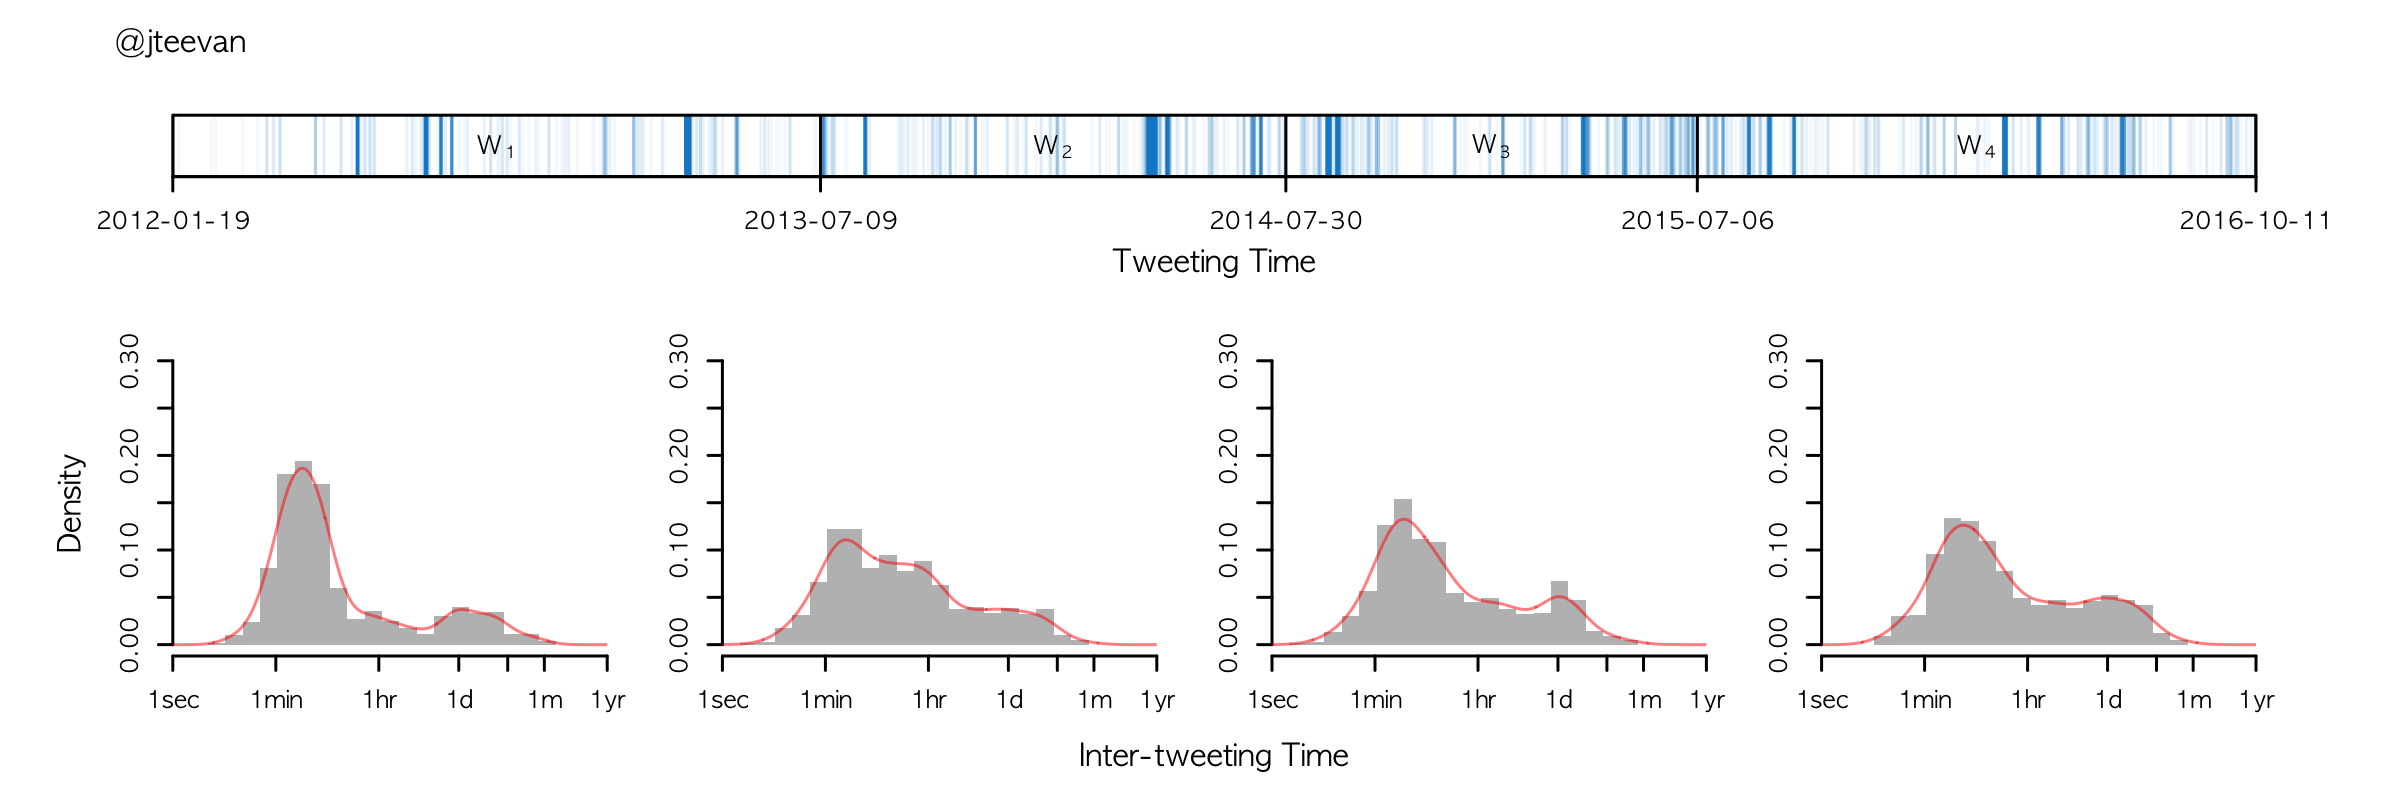 @jteevan
W1 W2 W3 W4
2012-01-19 2013-07-09 2014-07-30 2015-07-06 2016-10-11
Tweeting Time
Density
0.00 0.10 0.20 0.30
0.00 0.10 0.20 0.30
0.00 0.10 0.20 0.30
0.00 0.10 0.20 0.30
1sec 1min 1hr 1d 1m 1yr
1sec 1min 1hr 1d 1m 1yr
1sec 1min 1hr 1d 1m 1yr
1sec 1min 1hr 1d 1m 1yr
Inter-tweeting Time